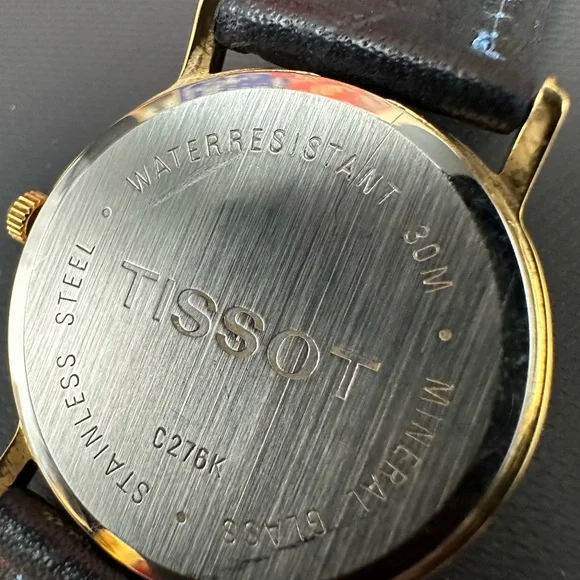 WATERRESISTANT 30M • MINERAL GLASS • STAINLESS STEEL •
TISSOT
C276K